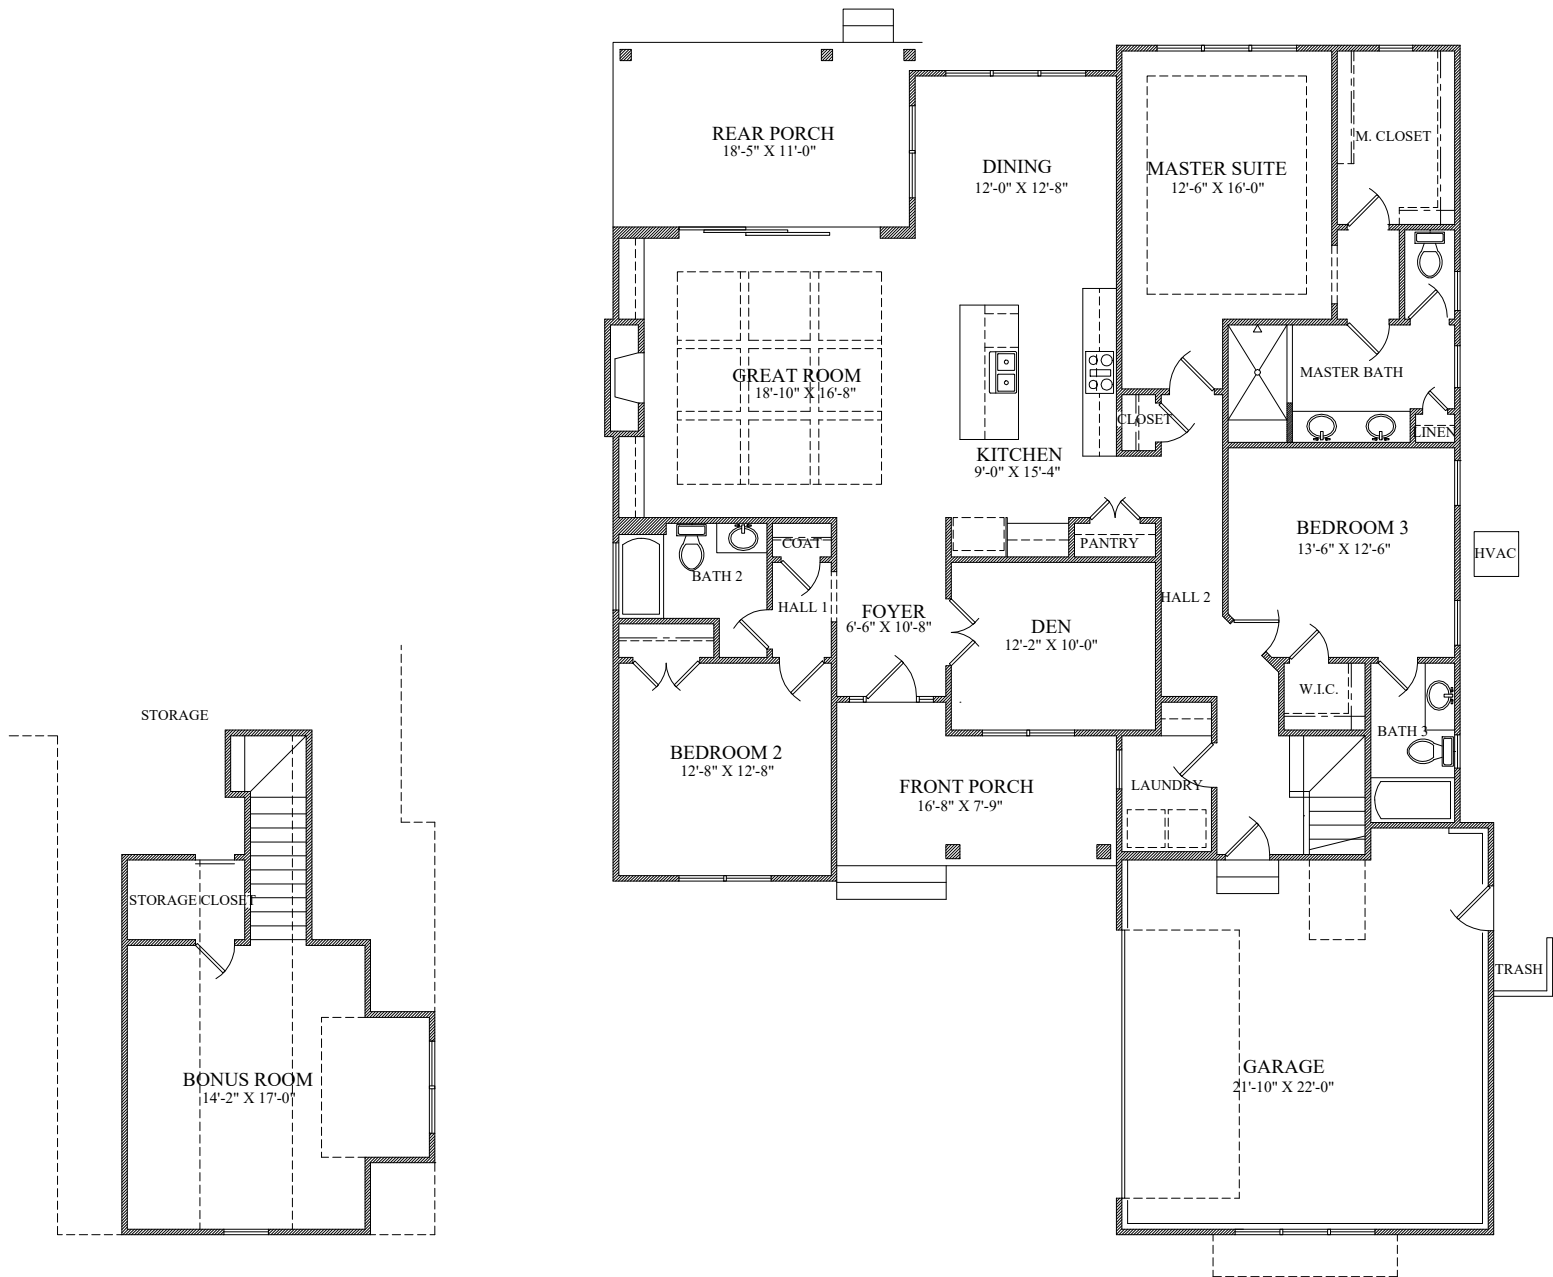 REAR PORCH
18'-5" X 11'-0"
DINING
12'-0" X 12'-8"
MASTER SUITE
12'-6" X 16'-0"
M. CLOSET
GREAT ROOM
18'-10" X 16'-8"
MASTER BATH
CLOSET
LINEN
KITCHEN
9'-0" X 15'-4"
BEDROOM 3
13'-6" X 12'-6"
HVAC
COAT
PANTRY
BATH 2
HALL 1
FOYER
6'-6" X 10'-8"
DEN
12'-2" X 10'-0"
HALL 2
W.I.C.
BATH 3
STORAGE
BEDROOM 2
12'-8" X 12'-8"
FRONT PORCH
16'-8" X 7'-9"
LAUNDRY
STORAGE CLOSET
TRASH
BONUS ROOM
14'-2" X 17'-0"
GARAGE
21'-10" X 22'-0"